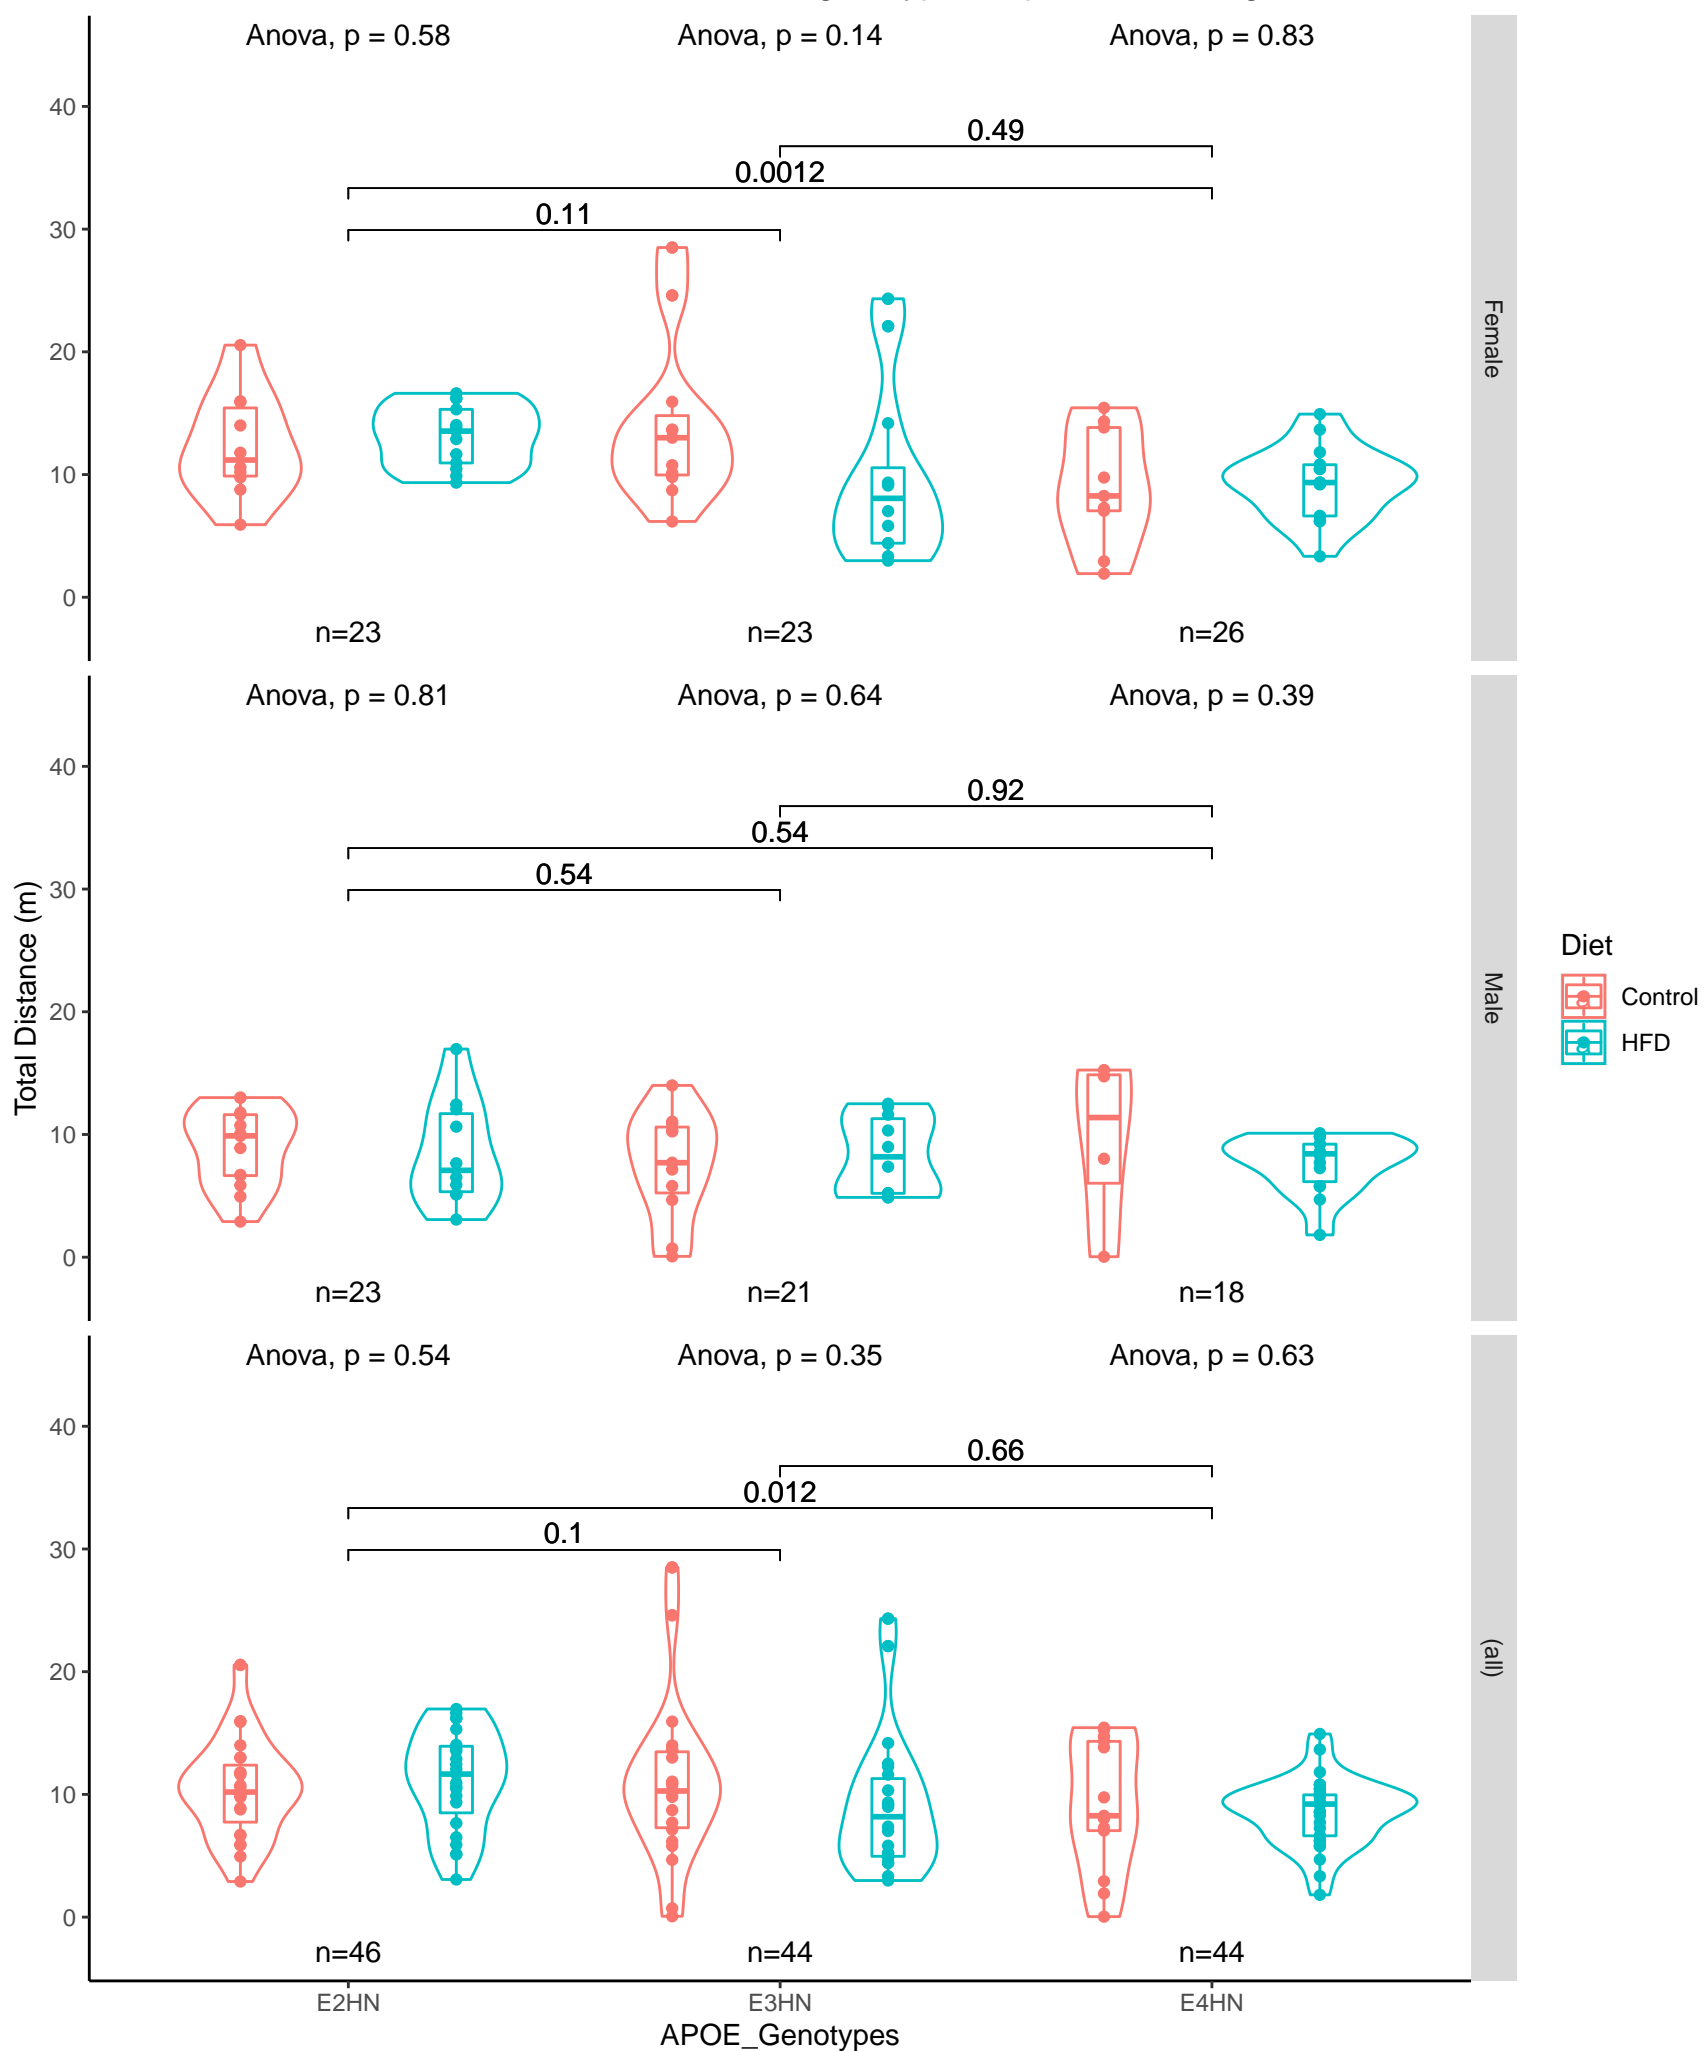 Anova, p = 0.58 Anova, p = 0.14 Anova, p = 0.83
40
0.49
0.0012
30
0.11
20
10
0
n=23 n=23 n=26
Female
Anova, p = 0.81 Anova, p = 0.64 Anova, p = 0.39
40
0.92
0.54
30
0.54
20
10
0
n=23 n=21 n=18
Male
Total Distance (m)
Diet
Control
HFD
Anova, p = 0.54 Anova, p = 0.35 Anova, p = 0.63
40
0.66
0.012
30
0.1
20
10
0
n=46 n=44 n=44
(all)
E2HN E3HN E4HN
APOE_Genotypes